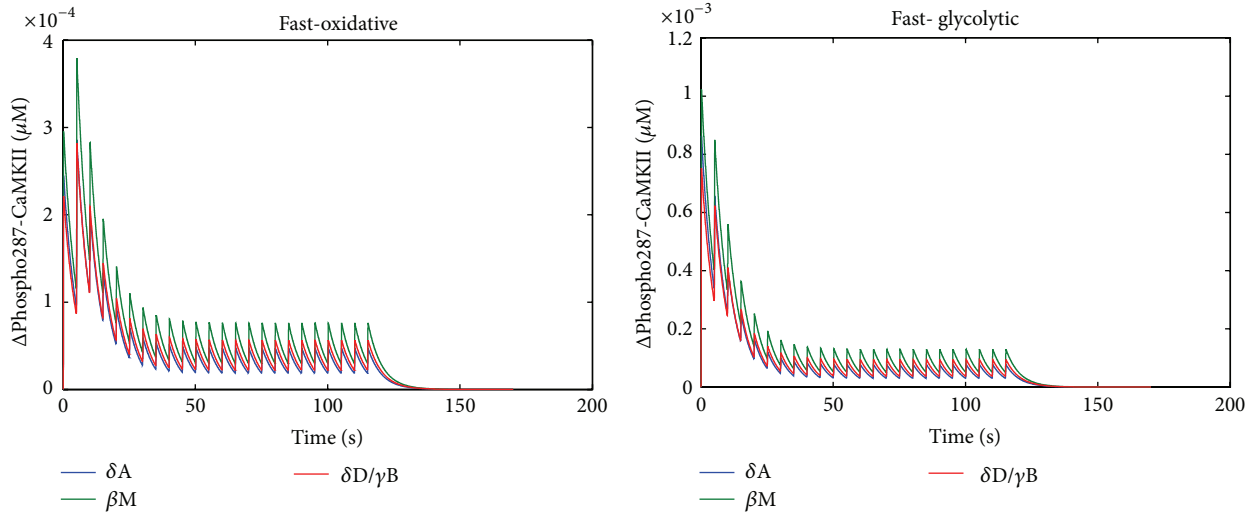 Fast-oxidative
×10⁻⁴
4
3
2
1
0
ΔPhospho287-CaMKII (μM)
0 50 100 150 200
Time (s)
δA
βM
δD/γB
Fast- glycolytic
×10⁻³
1.2
1
0.8
0.6
0.4
0.2
0
ΔPhospho287-CaMKII (μM)
0 50 100 150 200
Time (s)
δA
βM
δD/γB